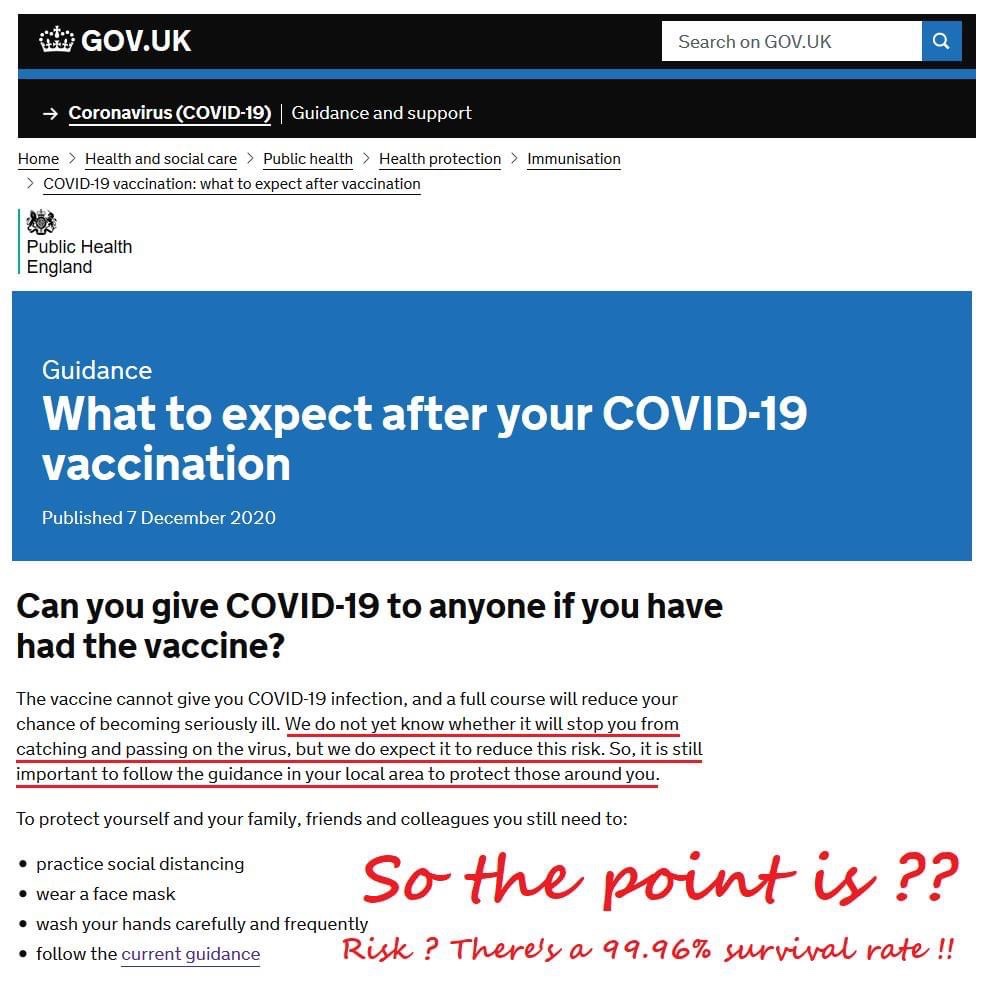 GOV.UK
Search on GOV.UK
→ Coronavirus (COVID-19) | Guidance and support
Home > Health and social care > Public health > Health protection > Immunisation
> COVID-19 vaccination: what to expect after vaccination
Public Health
England
Guidance
What to expect after your COVID-19
vaccination
Published 7 December 2020
Can you give COVID-19 to anyone if you have
had the vaccine?
The vaccine cannot give you COVID-19 infection, and a full course will reduce your
chance of becoming seriously ill. We do not yet know whether it will stop you from
catching and passing on the virus, but we do expect it to reduce this risk. So, it is still
important to follow the guidance in your local area to protect those around you.
To protect yourself and your family, friends and colleagues you still need to:
• practice social distancing
• wear a face mask
• wash your hands carefully and frequently
• follow the current guidance
So the point is ??
Risk ? There's a 99.96% survival rate !!